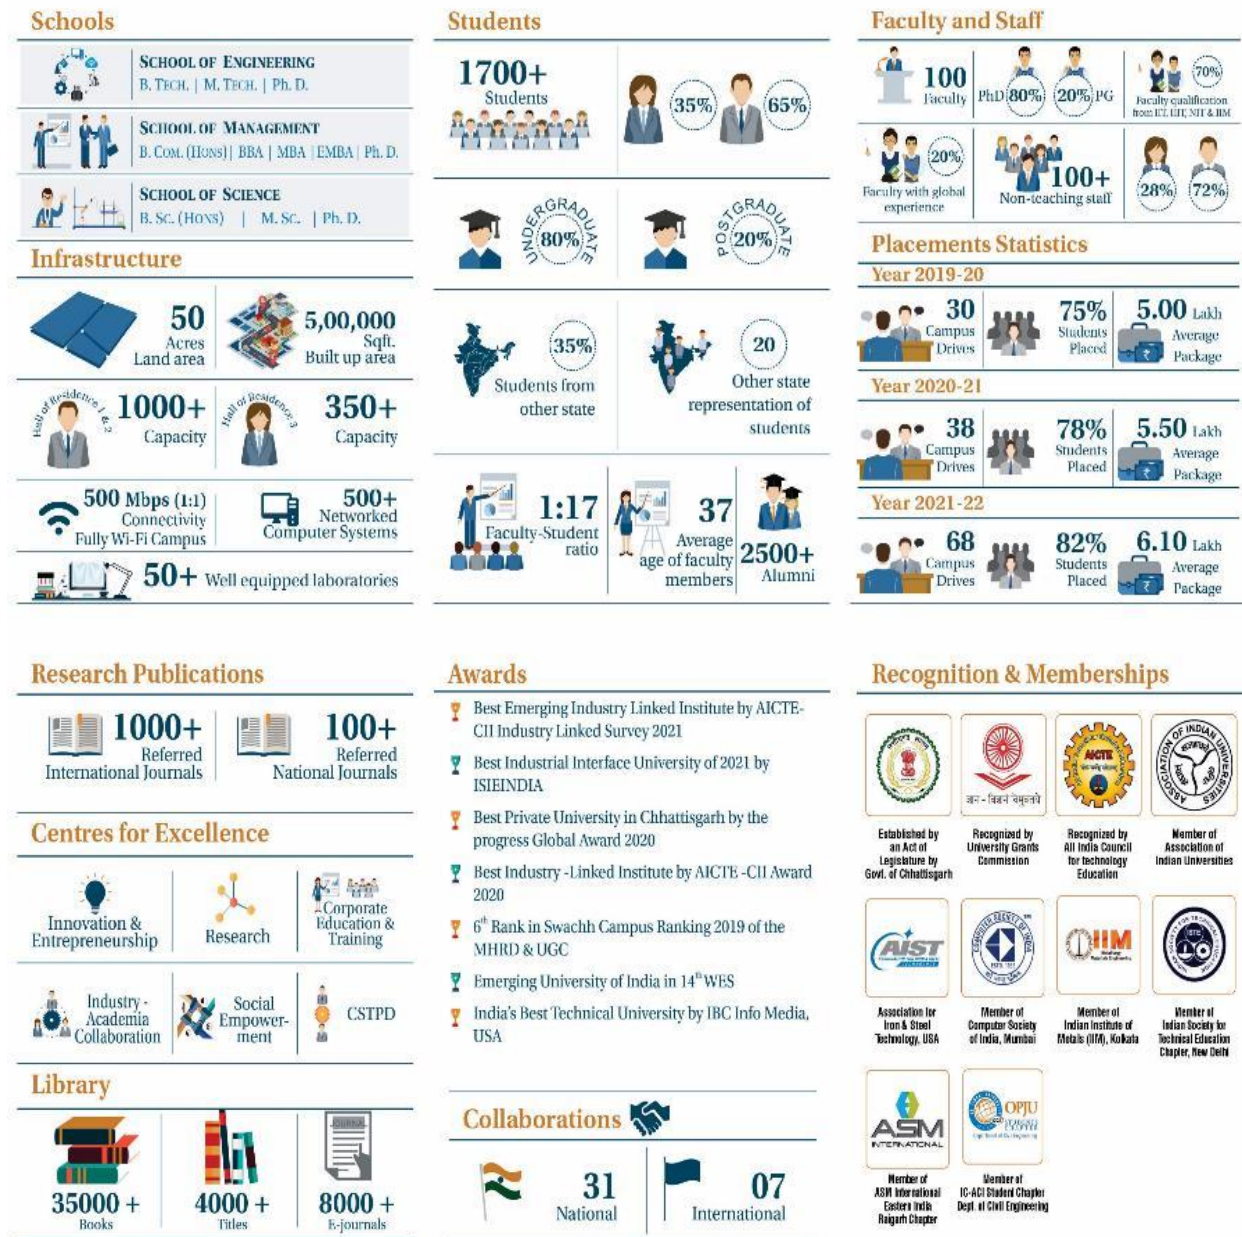 Schools
SCHOOL OF ENGINEERING
B. TECH. | M. TECH. | Ph. D.
SCHOOL OF MANAGEMENT
B. COM. (HONS) | BBA | MBA | EMBA | Ph. D.
SCHOOL OF SCIENCE
B. SC. (HONS) | M. SC. | Ph. D.
Infrastructure
50
Acres
Land area
5,00,000
Sqft.
Built up area
Hall of Residence 1 & 2
1000+
Capacity
Hall of Residence 3
350+
Capacity
500 Mbps (1:1)
Connectivity
Fully Wi-Fi Campus
500+
Networked
Computer Systems
50+ Well equipped laboratories
Students
1700+
Students
35%
65%
UNDERGRADUATE
80%
POSTGRADUATE
20%
35%
Students from
other state
20
Other state
representation of
students
1:17
Faculty-Student
ratio
37
Average
age of faculty
members
2500+
Alumni
Faculty and Staff
100
Faculty
PhD 80%
20% PG
70%
Faculty qualification
from IIT, IIIT, NIT & IIM
20%
Faculty with global
experience
100+
Non-teaching staff
28%
72%
Placements Statistics
Year 2019-20
30
Campus
Drives
75%
Students
Placed
5.00 Lakh
Average
Package
Year 2020-21
38
Campus
Drives
78%
Students
Placed
5.50 Lakh
Average
Package
Year 2021-22
68
Campus
Drives
82%
Students
Placed
6.10 Lakh
Average
Package
Research Publications
1000+
Referred
International Journals
100+
Referred
National Journals
Centres for Excellence
Innovation &
Entrepreneurship
Research
Corporate
Education &
Training
Industry -
Academia
Collaboration
Social
Empower-
ment
CSTPD
Library
35000 +
Books
4000 +
Titles
JOURNAL
8000 +
E-journals
Awards
Best Emerging Industry Linked Institute by AICTE-
CII Industry Linked Survey 2021
Best Industrial Interface University of 2021 by
ISIEINDIA
Best Private University in Chhattisgarh by the
progress Global Award 2020
Best Industry -Linked Institute by AICTE -CII Award
2020
6th Rank in Swachh Campus Ranking 2019 of the
MHRD & UGC
Emerging University of India in 14th WES
India's Best Technical University by IBC Info Media,
USA
Collaborations
31
National
07
International
Recognition & Memberships
ज्ञान - विज्ञान विमुक्तये
AICTE
ASSOCIATION OF INDIAN UNIVERSITIES
Established by
an Act of
Legislature by
Govt. of Chhattisgarh
Recognized by
University Grants
Commission
Recognized by
All India Council
for technology
Education
Member of
Association of
Indian Universities
AIST
COMPUTER SOCIETY OF INDIA
IIM
ISTE
Association for
Iron & Steel
Technology, USA
Member of
Computer Society
of India, Mumbai
Member of
Indian Institute of
Metals (IIM), Kolkata
Member of
Indian Society for
Technical Education
Chapter, New Delhi
ASM
INTERNATIONAL
OPJU
Member of
ASM International
Eastern India
Raigarh Chapter
Member of
IC-ACI Student Chapter
Dept. of Civil Engineering